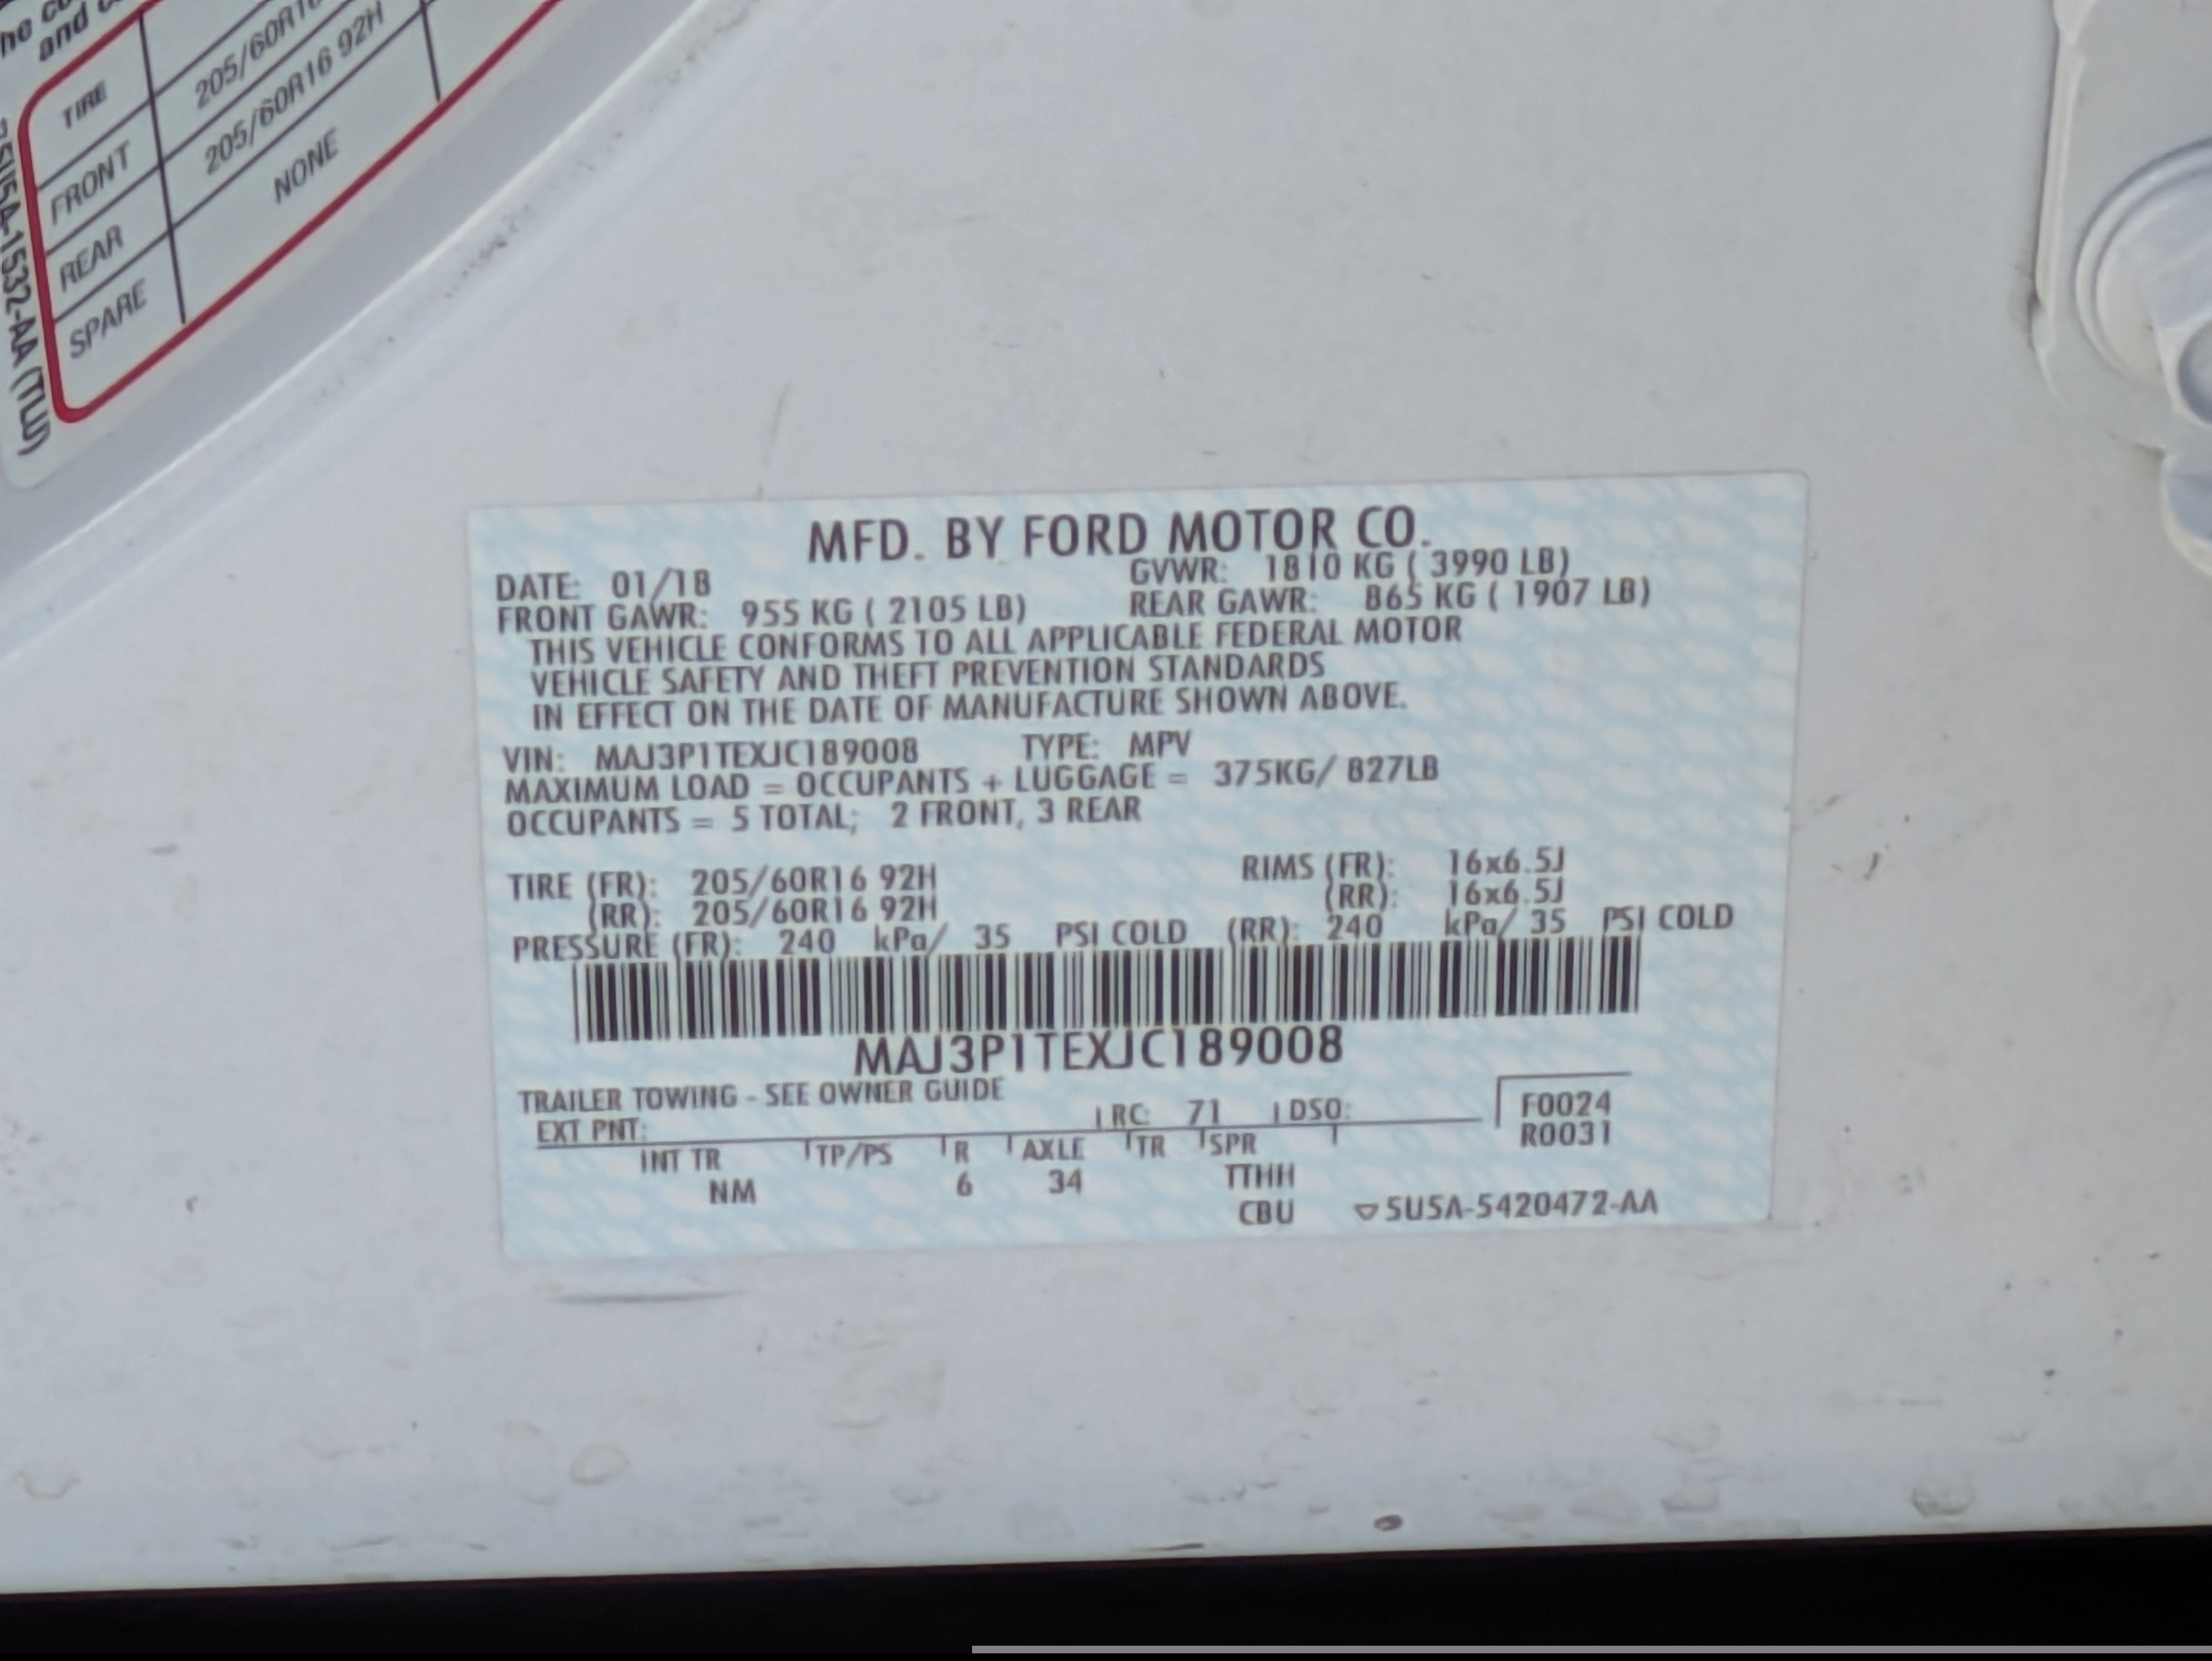 and
TIRE
FRONT 205/60R16
REAR 205/60R16 92H
SPARE NONE
5U5A-1532-AA (TLU)
MFD. BY FORD MOTOR CO.
DATE: 01/18 GVWR: 1810 KG ( 3990 LB)
FRONT GAWR: 955 KG ( 2105 LB) REAR GAWR: 865 KG ( 1907 LB)
THIS VEHICLE CONFORMS TO ALL APPLICABLE FEDERAL MOTOR
VEHICLE SAFETY AND THEFT PREVENTION STANDARDS
IN EFFECT ON THE DATE OF MANUFACTURE SHOWN ABOVE.
VIN: MAJ3P1TEXJC189008 TYPE: MPV
MAXIMUM LOAD = OCCUPANTS + LUGGAGE = 375KG/ 827LB
OCCUPANTS = 5 TOTAL; 2 FRONT, 3 REAR
TIRE (FR): 205/60R16 92H RIMS (FR): 16x6.5J
(RR): 205/60R16 92H (RR): 16x6.5J
PRESSURE (FR): 240 kPa/ 35 PSI COLD (RR): 240 kPa/ 35 PSI COLD
MAJ3P1TEXJC189008
TRAILER TOWING - SEE OWNER GUIDE
EXT PNT: RC: 71 DSO: F0024
R0031
INT TR TP/PS R AXLE TR SPR
NM 6 34 TTHH
CBU ▽5U5A-5420472-AA